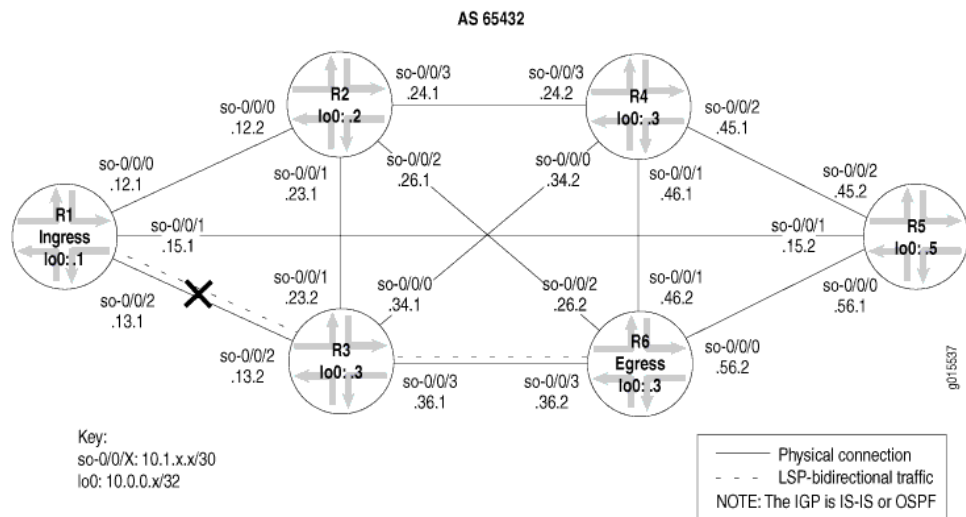 AS 65432
R2
lo0: .2
so-0/0/3
.24.1
so-0/0/3
.24.2
R4
lo0: .3
so-0/0/0
.12.2
so-0/0/2
.45.1
so-0/0/0
.12.1
so-0/0/1
.23.1
so-0/0/2
.26.1
so-0/0/0
.34.2
so-0/0/1
.46.1
so-0/0/2
.45.2
R1
Ingress
lo0: .1
so-0/0/1
.15.1
so-0/0/1
.15.2
R5
lo0: .5
so-0/0/2
.13.1
so-0/0/1
.23.2
so-0/0/0
.34.1
so-0/0/2
.26.2
so-0/0/1
.46.2
so-0/0/0
.56.1
so-0/0/2
.13.2
R3
lo0: .3
so-0/0/3
.36.1
so-0/0/3
.36.2
R6
Egress
lo0: .3
so-0/0/0
.56.2
g015537
Key:
so-0/0/X: 10.1.x.x/30
lo0: 10.0.0.x/32
Physical connection
LSP-bidirectional traffic
NOTE: The IGP is IS-IS or OSPF